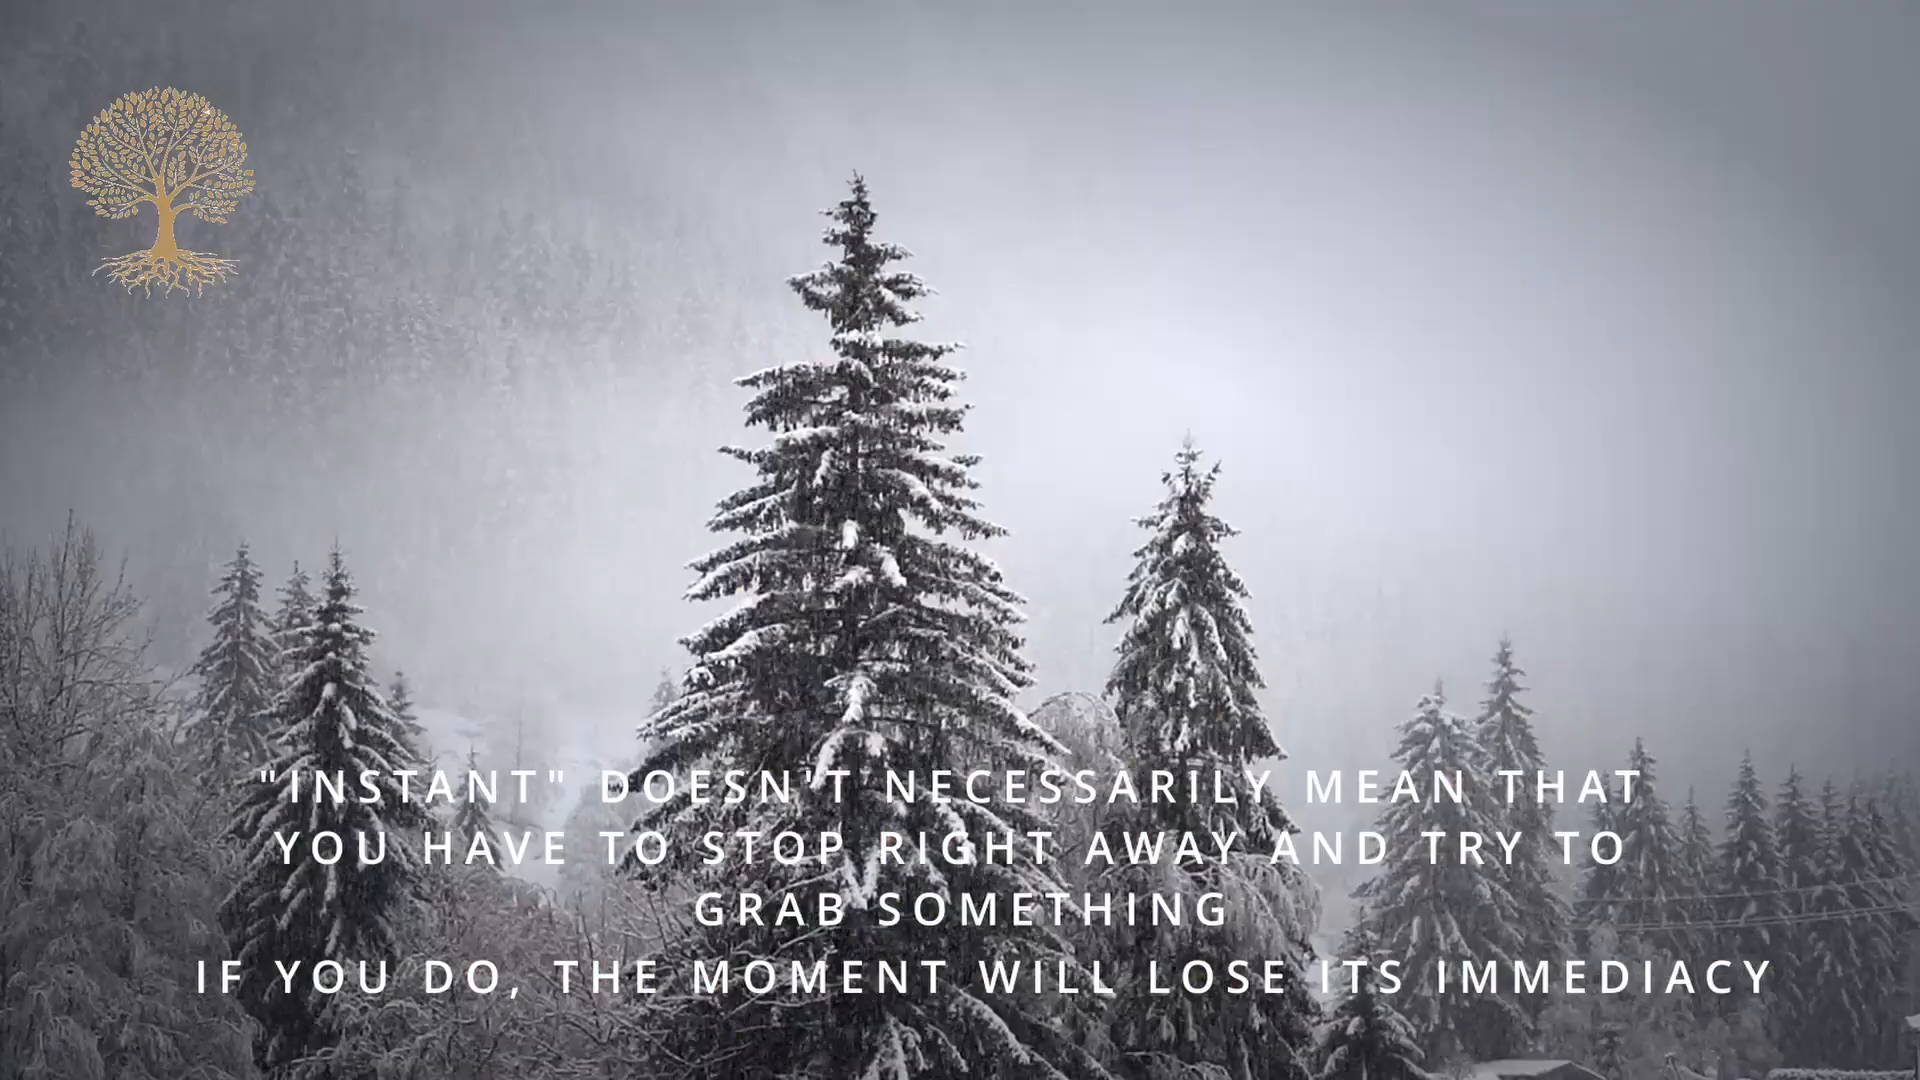 "INSTANT" DOESN'T NECESSARILY MEAN THAT
YOU HAVE TO STOP RIGHT AWAY AND TRY TO
GRAB SOMETHING
IF YOU DO, THE MOMENT WILL LOSE ITS IMMEDIACY